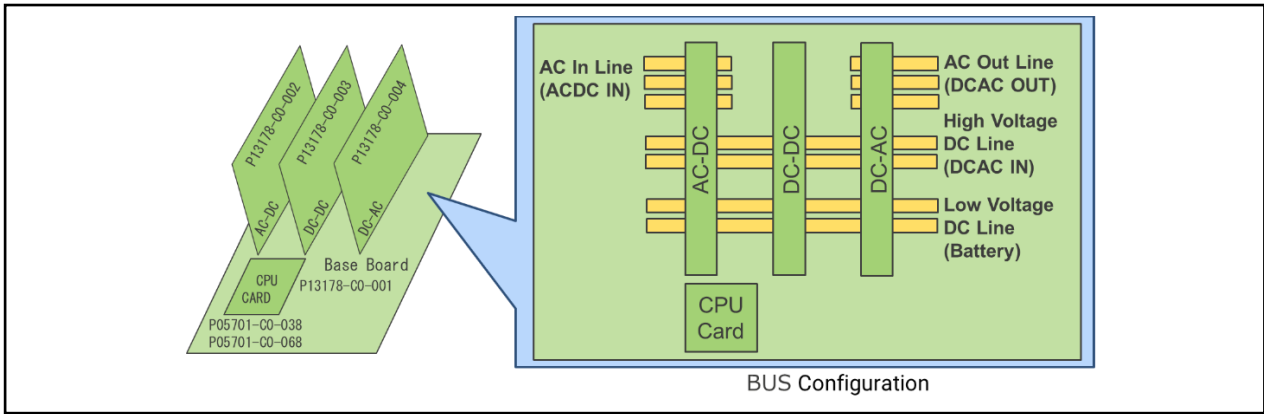 P13178-C0-002
P13178-C0-003
P13178-C0-004
AC-DC
DC-DC
DC-AC
CPU
CARD
Base Board
P13178-C0-001
P05701-C0-038
P05701-C0-068
AC In Line
(ACDC IN)
AC-DC
DC-DC
DC-AC
AC Out Line
(DCAC OUT)
High Voltage
DC Line
(DCAC IN)
Low Voltage
DC Line
(Battery)
CPU
Card
BUS Configuration